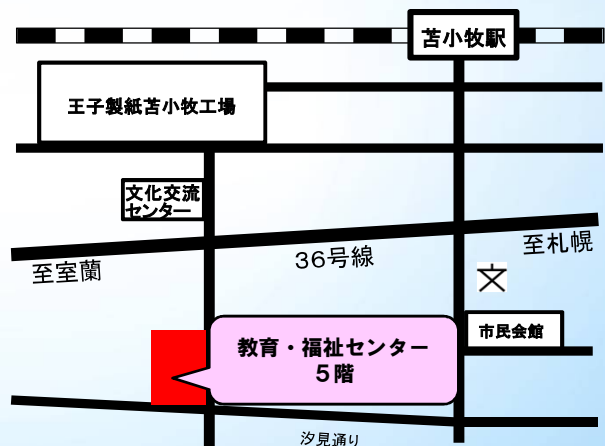 苫小牧駅
王子製紙苫小牧工場
文化交流
センター
至札幌
36号線
至室蘭
文
市民会館
教育・福祉センター
5階
汐見通り